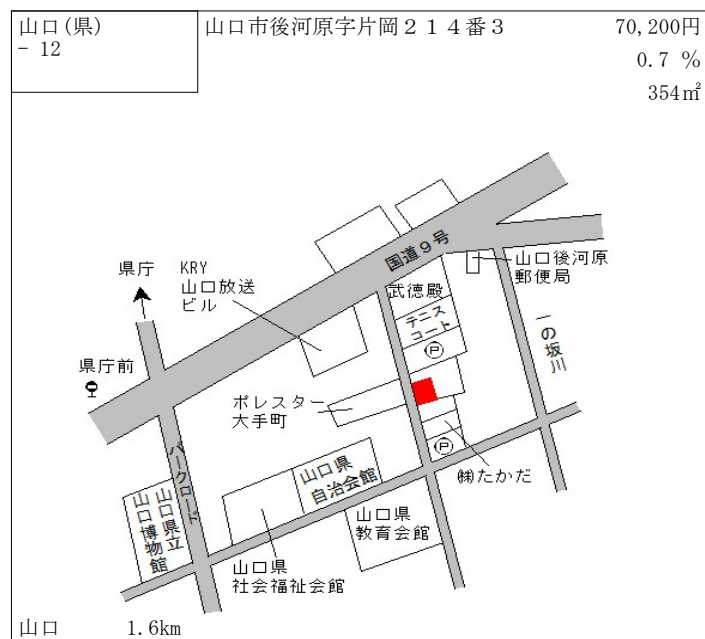 山口(県)
- 12
山口市後河原字片岡２１４番３
70,200円
0.7 %
354㎡
国道９号
県庁
KRY
山口放送
ビル
武徳殿
テニス
コート
Ⓟ
山口後河原
郵便局
一の坂川
県庁前
ポレスター
大手町
パークロード
山口県
自治会館
Ⓟ
㈱たかだ
山口県立
山口博物館
山口県
教育会館
山口県
社会福祉会館
山口 1.6km